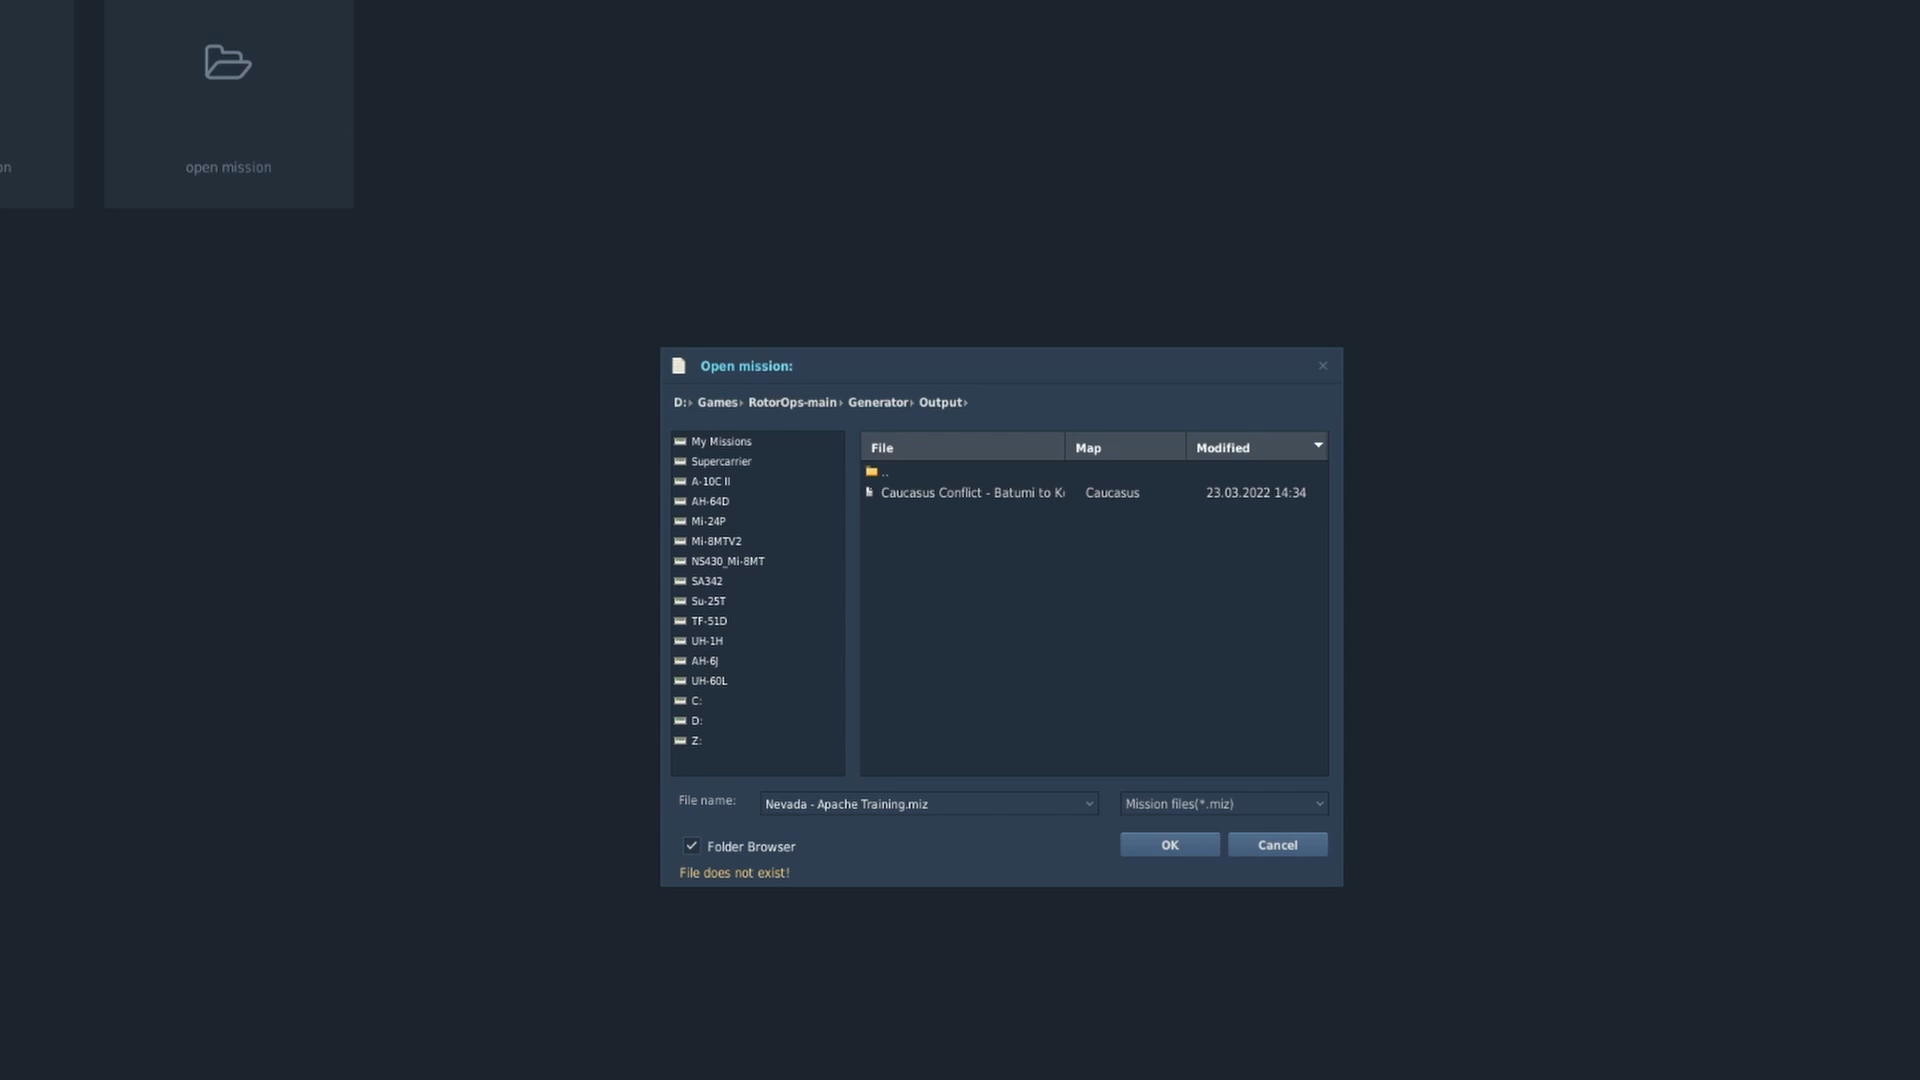 on
open mission
Open mission:
D: Games RotorOps-main Generator Output
My Missions
Supercarrier
A-10C II
AH-64D
Mi-24P
Mi-8MTV2
NS430_Mi-8MT
SA342
Su-25T
TF-51D
UH-1H
AH-6J
UH-60L
C:
D:
Z:
File Map Modified
..
Caucasus Conflict - Batumi to Caucasus 23.03.2022 14:34
File name: Nevada - Apache Training.miz Mission files(*.miz)
Folder Browser OK Cancel
File does not exist!